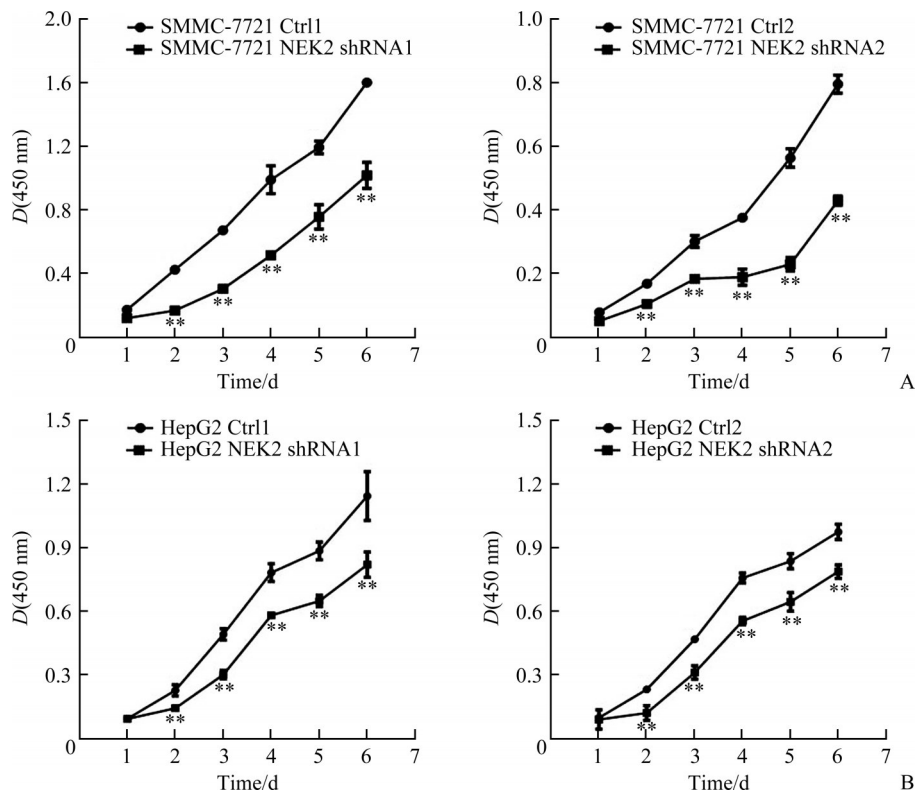 SMMC-7721 Ctrl1
SMMC-7721 NEK2 shRNA1
D(450 nm)
2.0
1.6
1.2
0.8
0.4
0
**
**
**
**
**
1 2 3 4 5 6 7
Time/d
SMMC-7721 Ctrl2
SMMC-7721 NEK2 shRNA2
D(450 nm)
1.0
0.8
0.6
0.4
0.2
0
**
**
**
**
**
1 2 3 4 5 6 7
Time/d
A
HepG2 Ctrl1
HepG2 NEK2 shRNA1
D(450 nm)
1.5
1.2
0.9
0.6
0.3
0
**
**
**
**
**
1 2 3 4 5 6 7
Time/d
HepG2 Ctrl2
HepG2 NEK2 shRNA2
D(450 nm)
1.5
1.2
0.9
0.6
0.3
0
**
**
**
**
**
1 2 3 4 5 6 7
Time/d
B